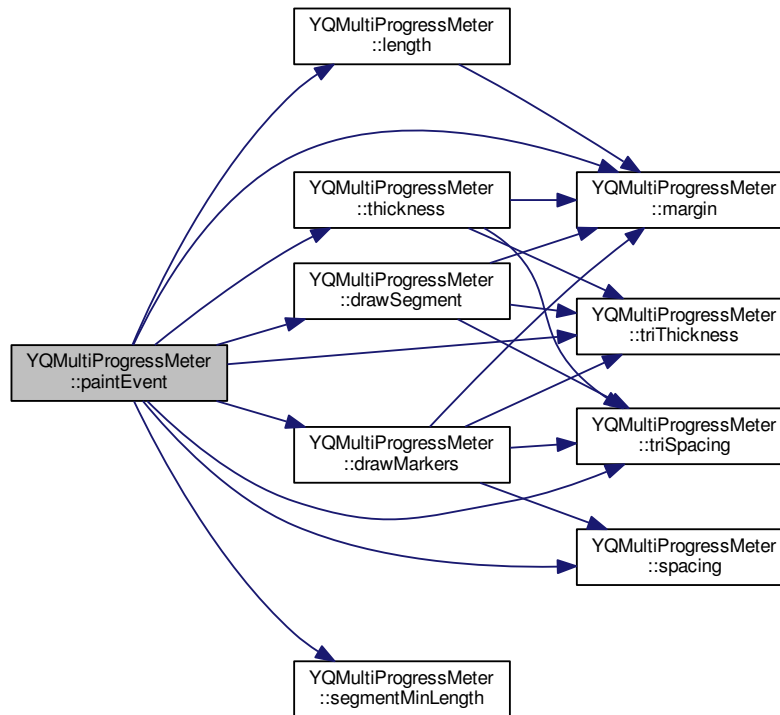 YQMultiProgressMeter
::length
YQMultiProgressMeter
::thickness
YQMultiProgressMeter
::margin
YQMultiProgressMeter
::drawSegment
YQMultiProgressMeter
::triThickness
YQMultiProgressMeter
::paintEvent
YQMultiProgressMeter
::drawMarkers
YQMultiProgressMeter
::triSpacing
YQMultiProgressMeter
::spacing
YQMultiProgressMeter
::segmentMinLength